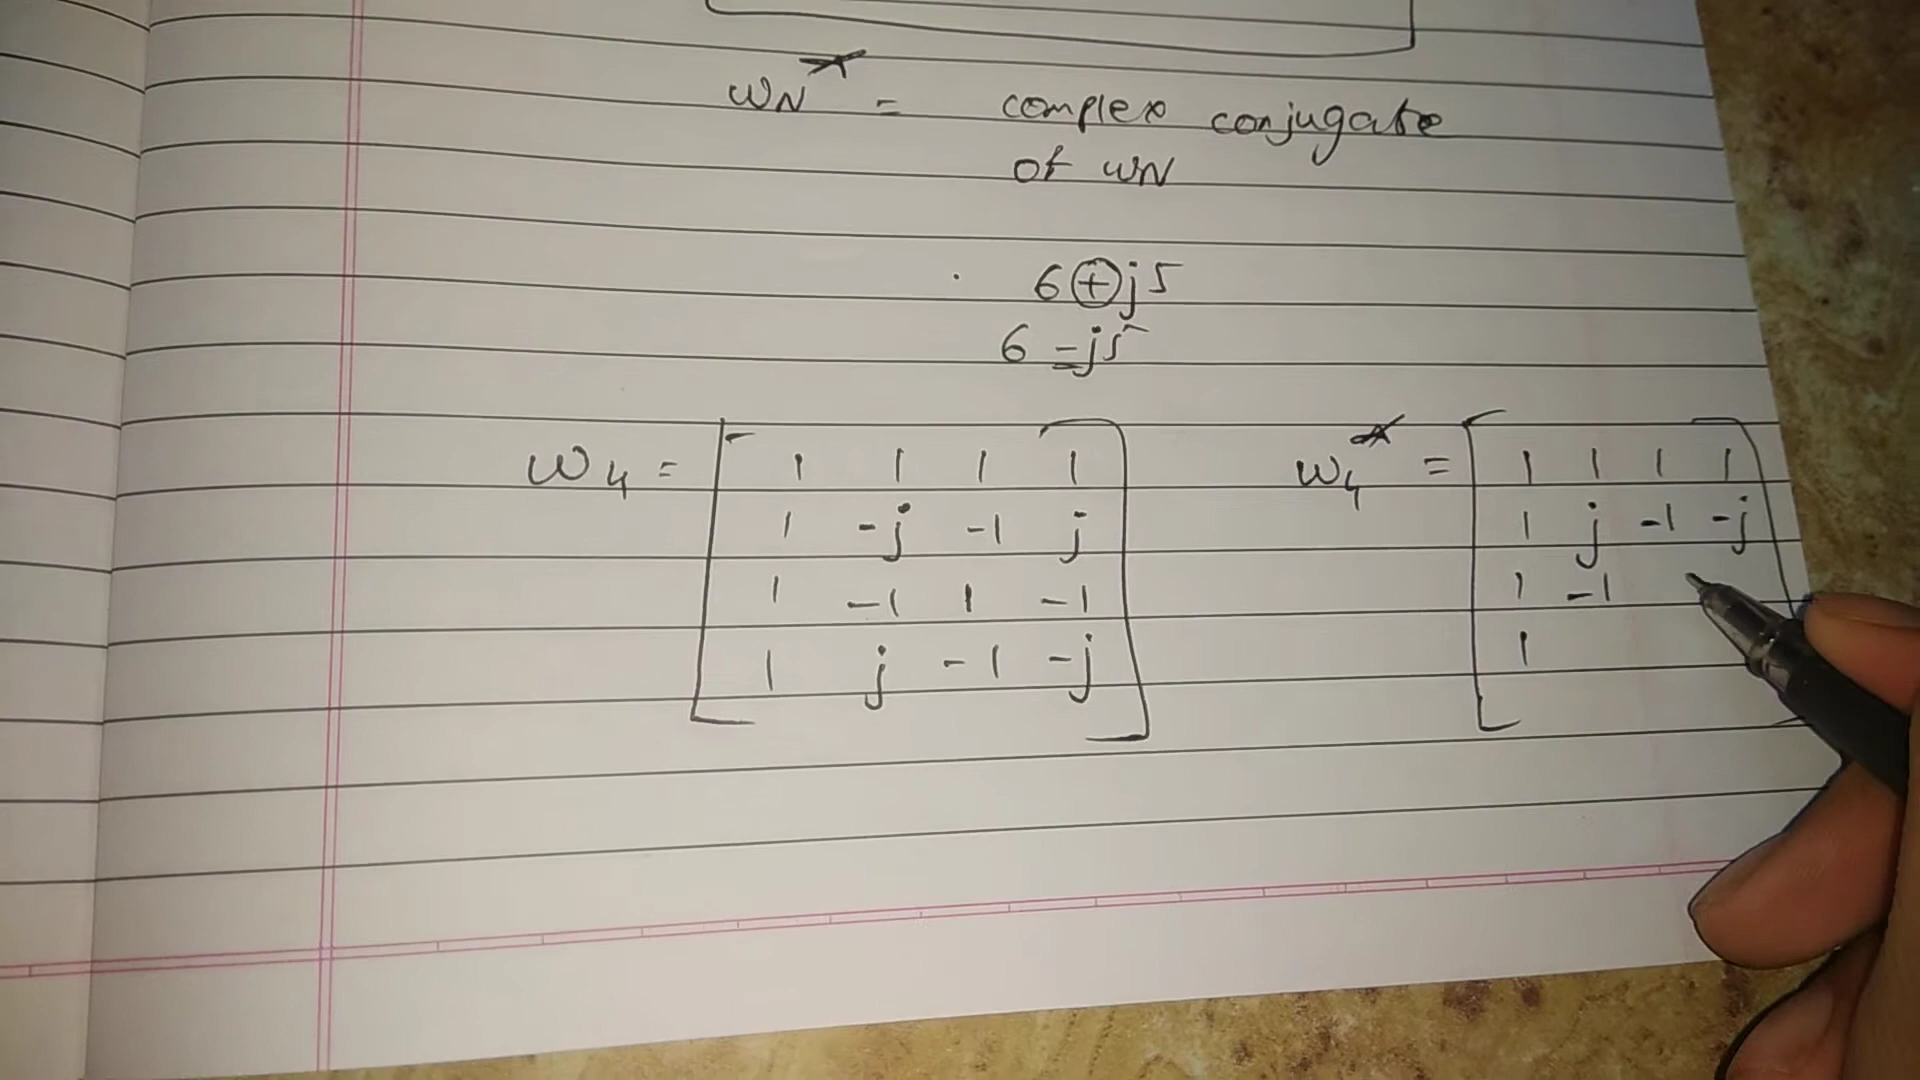 WN* = complex conjugate
of WN
6+j5
6-j5
W4 = [ 1 1 1 1 W4* = [ 1 1 1 1
1 -j -1 j 1 j -1 -j
1 -1 1 -1 1 -1
1 j -1 -j ] 1